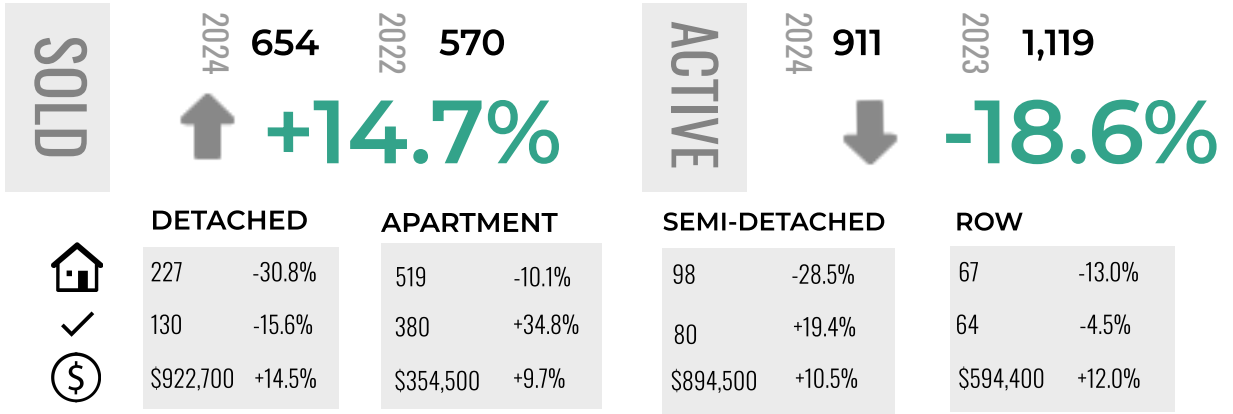 SOLD
2024 654 2022 570
+14.7%
ACTIVE
2024 911 2023 1,119
-18.6%
DETACHED
227 -30.8%
130 -15.6%
$922,700 +14.5%
APARTMENT
519 -10.1%
380 +34.8%
$354,500 +9.7%
SEMI-DETACHED
98 -28.5%
80 +19.4%
$894,500 +10.5%
ROW
67 -13.0%
64 -4.5%
$594,400 +12.0%
$